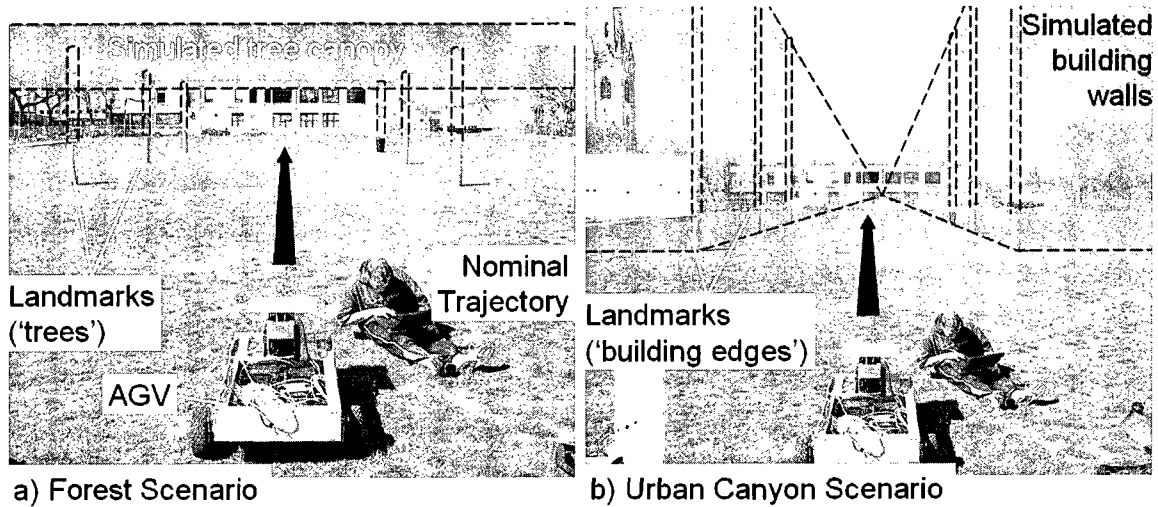 Simulated tree canopy
Landmarks
('trees')
AGV
Nominal
Trajectory
a) Forest Scenario
Simulated
building
walls
Landmarks
('building edges')
b) Urban Canyon Scenario